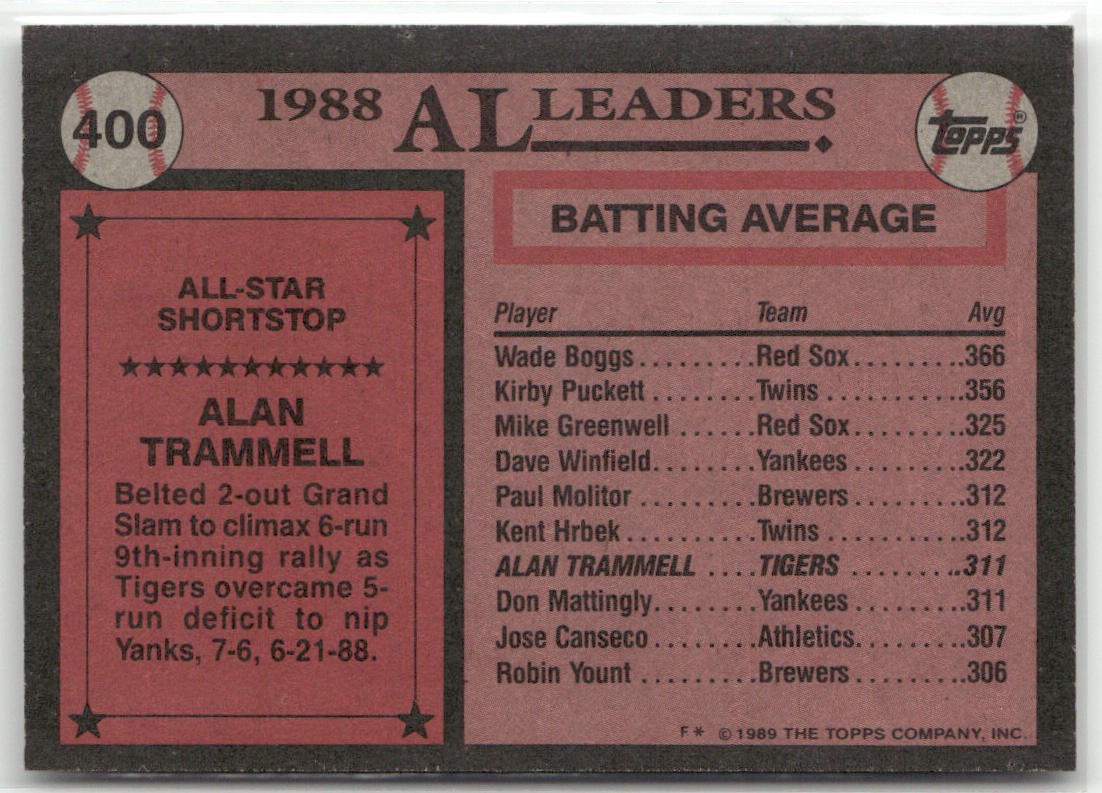 400
1988 AL LEADERS
topps®
ALL-STAR
SHORTSTOP
ALAN
TRAMMELL
Belted 2-out Grand
Slam to climax 6-run
9th-inning rally as
Tigers overcame 5-
run deficit to nip
Yanks, 7-6, 6-21-88.
BATTING AVERAGE
Player Team Avg
Wade Boggs.........Red Sox.........366
Kirby Puckett........Twins ...........356
Mike Greenwell ......Red Sox.........325
Dave Winfield........Yankees .........322
Paul Molitor ........Brewers.........312
Kent Hrbek.........Twins ...........312
ALAN TRAMMELL ....TIGERS .........311
Don Mattingly.......Yankees .........311
Jose Canseco........Athletics.........307
Robin Yount ........Brewers.........306
F* ©1989 THE TOPPS COMPANY, INC.